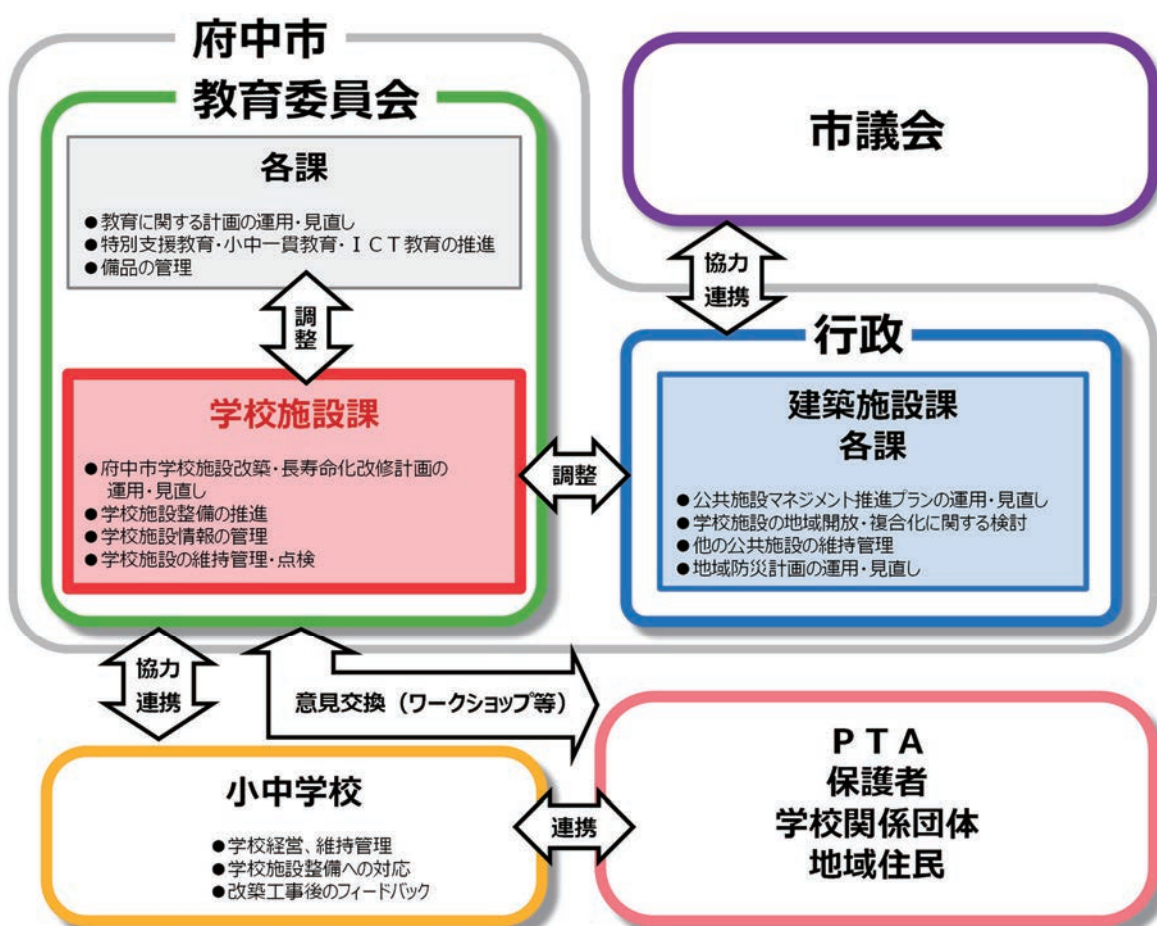 府中市
教育委員会
各課
●教育に関する計画の運用・見直し
●特別支援教育・小中一貫教育・ＩＣＴ教育の推進
●備品の管理
調整
学校施設課
●府中市学校施設改築・長寿命化改修計画の
運用・見直し
●学校施設整備の推進
●学校施設情報の管理
●学校施設の維持管理・点検
市議会
協力
連携
行政
建築施設課
各課
●公共施設マネジメント推進プランの運用・見直し
●学校施設の地域開放・複合化に関する検討
●他の公共施設の維持管理
●地域防災計画の運用・見直し
調整
協力
連携
意見交換（ワークショップ等）
小中学校
●学校経営、維持管理
●学校施設整備への対応
●改築工事後のフィードバック
連携
ＰＴＡ
保護者
学校関係団体
地域住民